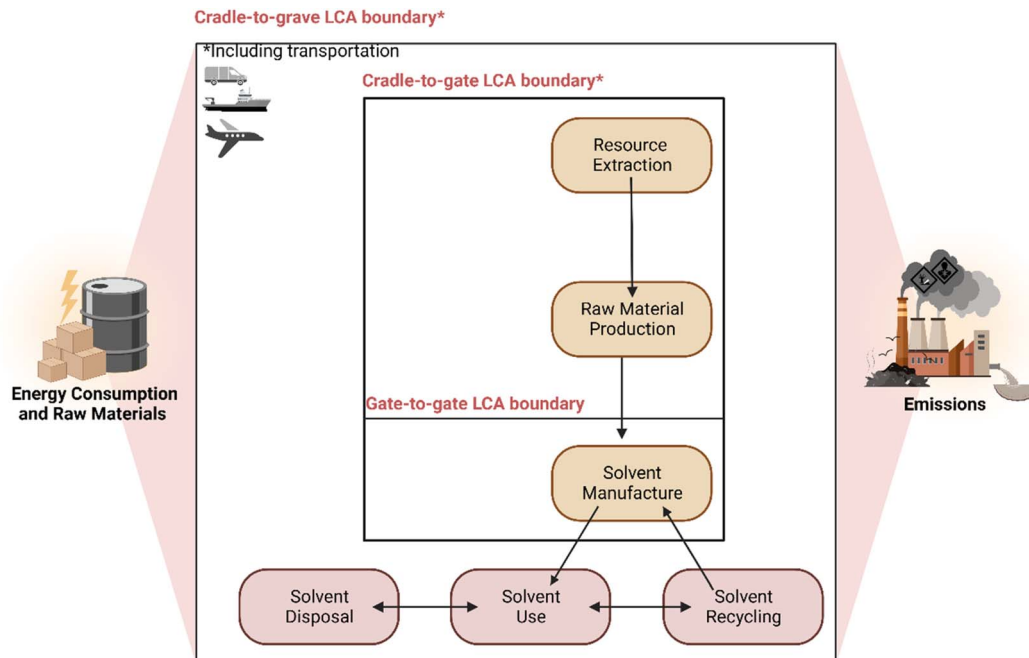 Cradle-to-grave LCA boundary*
*Including transportation
Cradle-to-gate LCA boundary*
Resource
Extraction
Raw Material
Production
Energy Consumption
and Raw Materials
Emissions
Gate-to-gate LCA boundary
Solvent
Manufacture
Solvent
Disposal
Solvent
Use
Solvent
Recycling